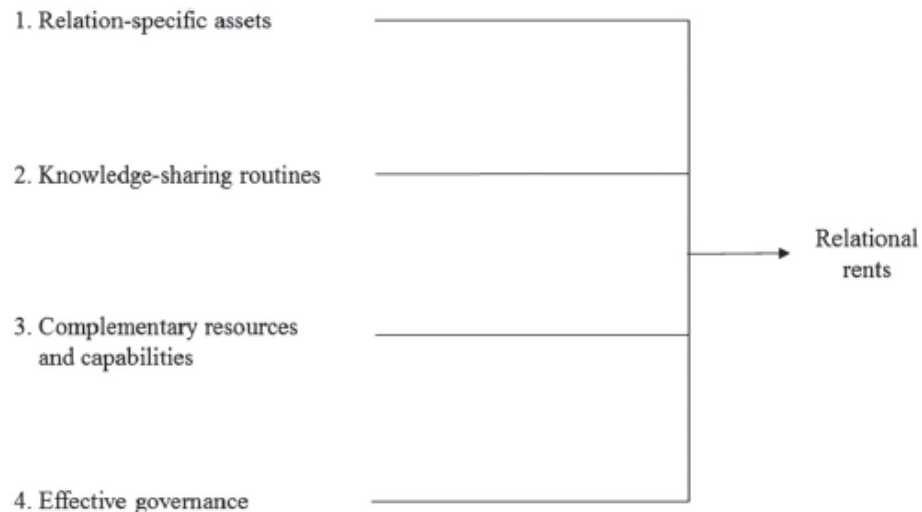 1. Relation-specific assets
2. Knowledge-sharing routines
Relational
rents
3. Complementary resources
and capabilities
4. Effective governance